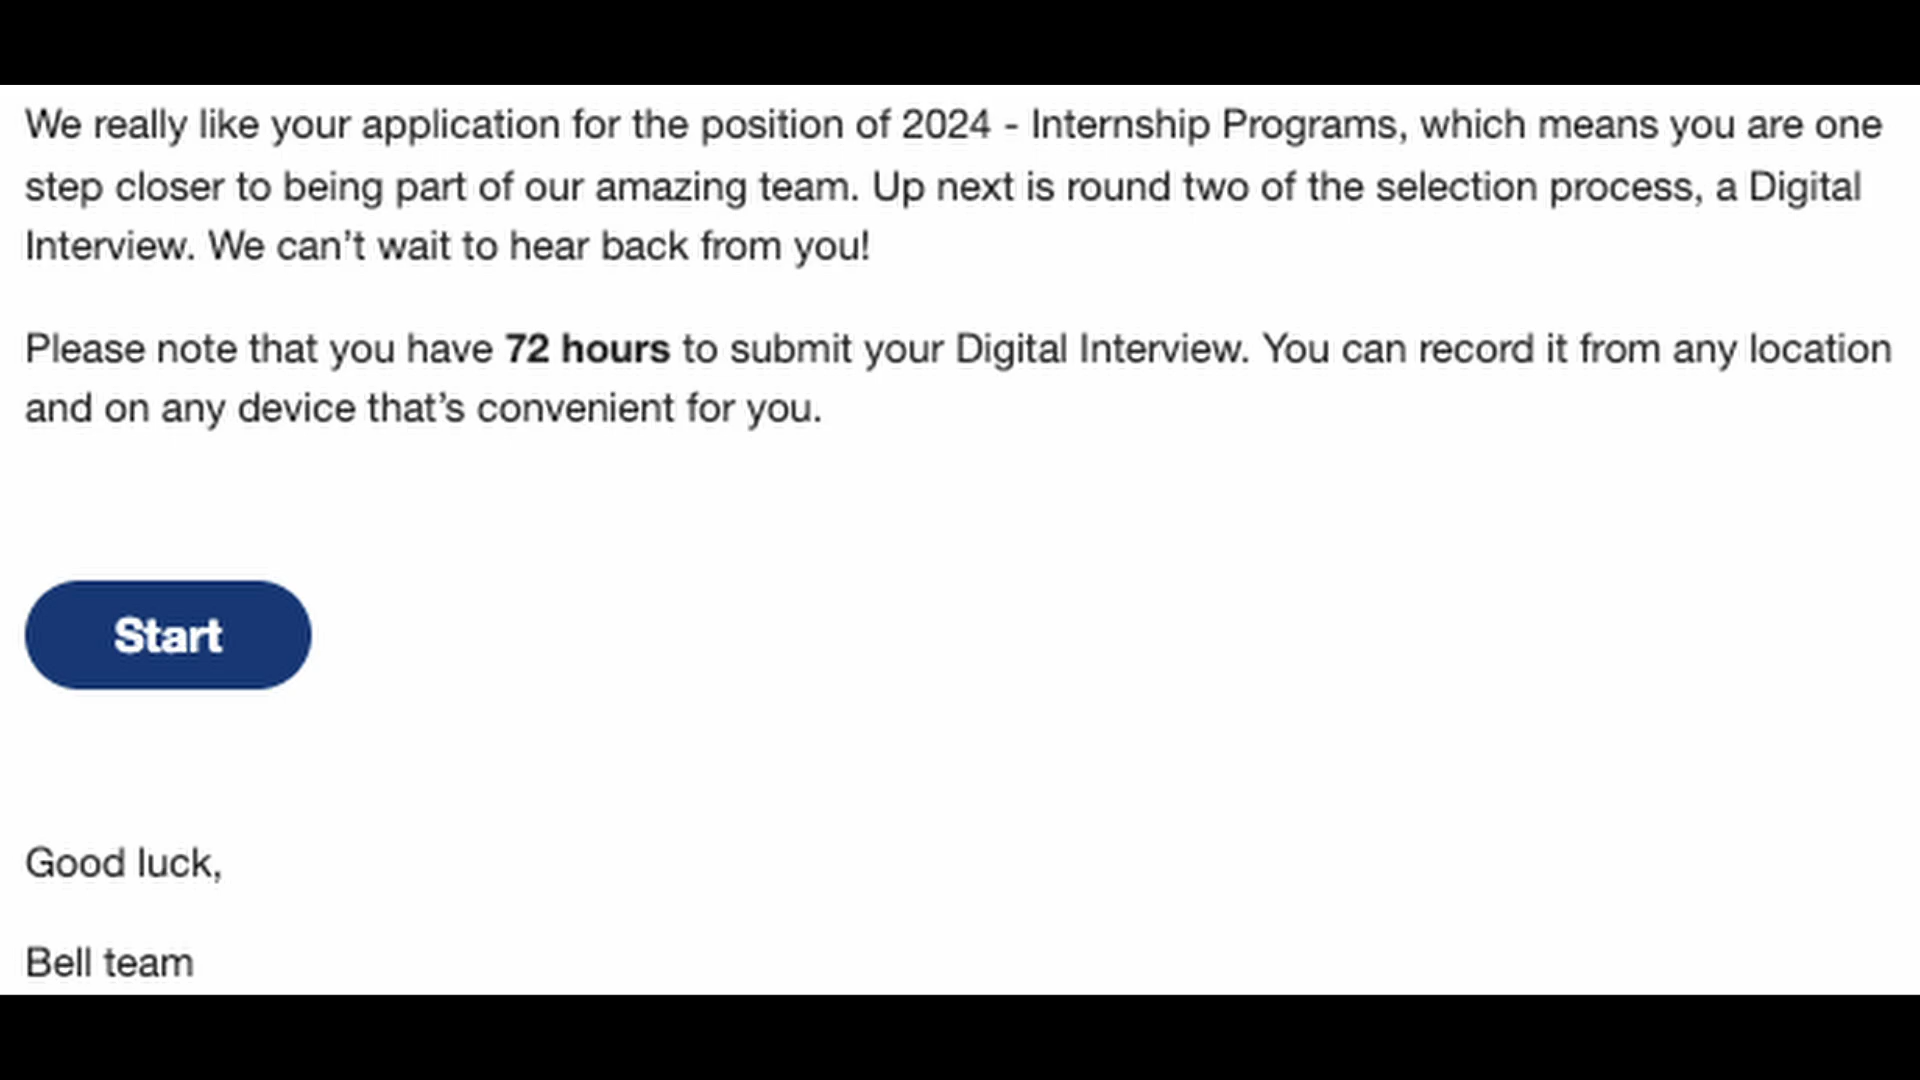 We really like your application for the position of 2024 - Internship Programs, which means you are one
step closer to being part of our amazing team. Up next is round two of the selection process, a Digital
Interview. We can’t wait to hear back from you!
Please note that you have 72 hours to submit your Digital Interview. You can record it from any location
and on any device that’s convenient for you.
Start
Good luck,
Bell team